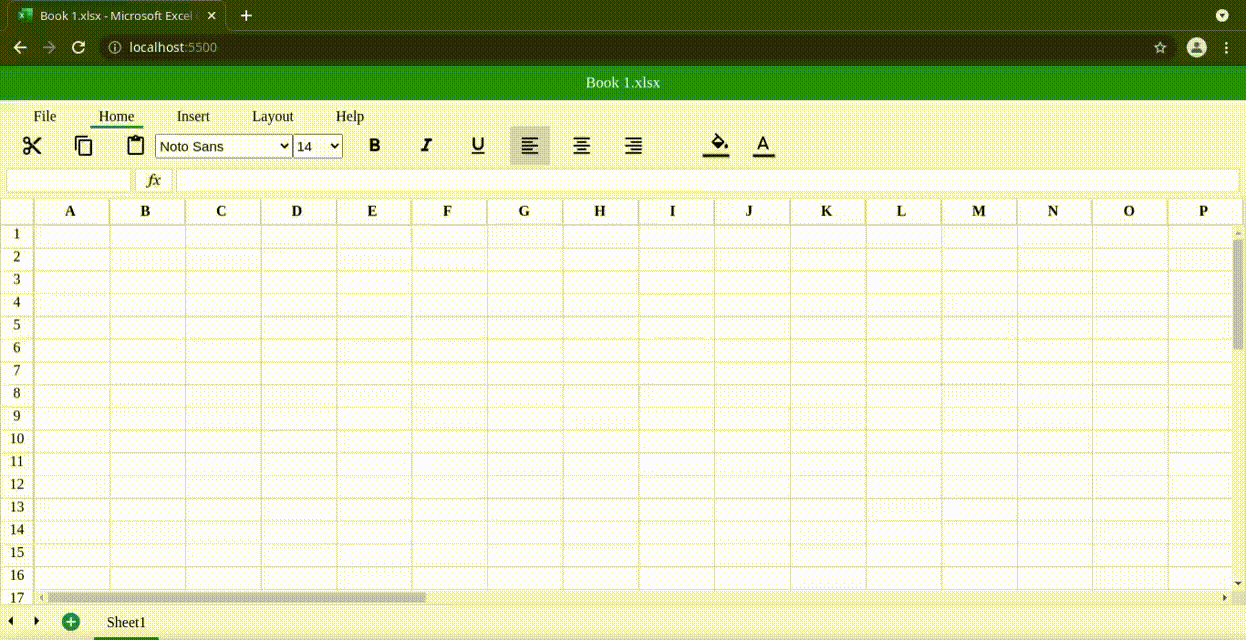 Book 1.xlsx - Microsoft Excel
localhost:5500
Book 1.xlsx
File Home Insert Layout Help
Noto Sans 14 B I U A
fx
A B C D E F G H I J K L M N O P
1
2
3
4
5
6
7
8
9
10
11
12
13
14
15
16
17
Sheet1